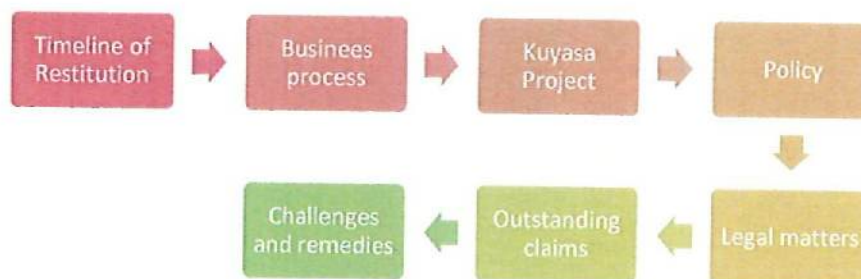 Timeline of
Restitution
Businees
process
Kuyasa
Project
Policy
Legal matters
Outstanding
claims
Challenges
and remedies